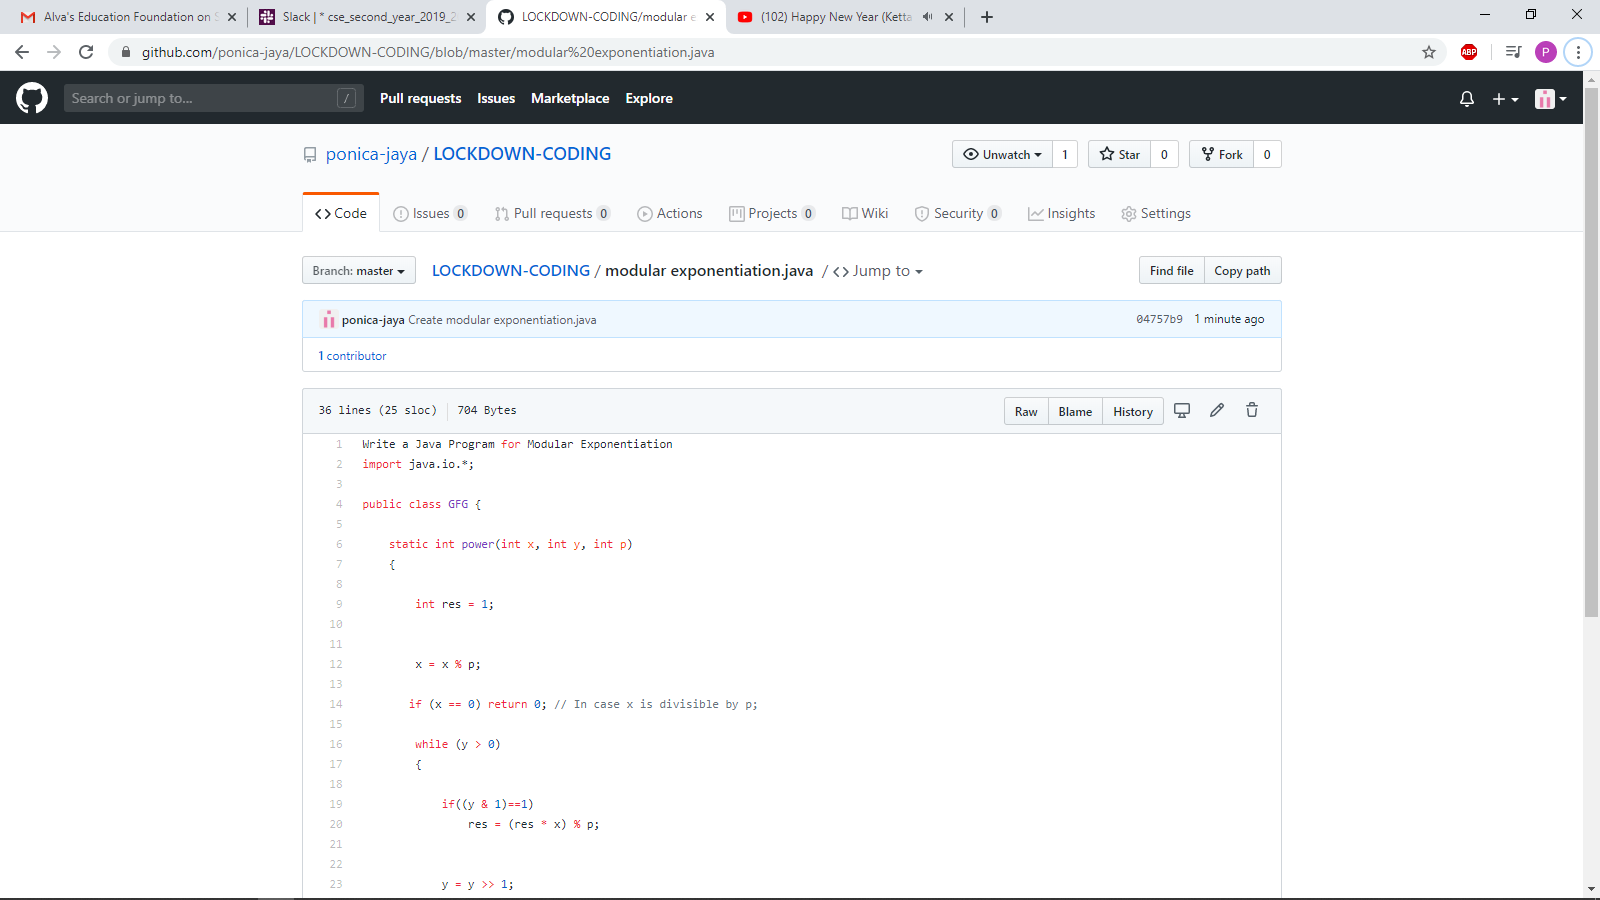 Alva's Education Foundation on S
Slack | * cse_second_year_2019_2
LOCKDOWN-CODING/modular e
(102) Happy New Year (Ketta
github.com/ponica-jaya/LOCKDOWN-CODING/blob/master/modular%20exponentiation.java
ABP
P
Search or jump to...
/
Pull requests
Issues
Marketplace
Explore
ponica-jaya / LOCKDOWN-CODING
Unwatch 1
Star 0
Fork 0
Code
Issues 0
Pull requests 0
Actions
Projects 0
Wiki
Security 0
Insights
Settings
Branch: master
LOCKDOWN-CODING / modular exponentiation.java / <> Jump to
Find file
Copy path
ponica-jaya Create modular exponentiation.java
04757b9 1 minute ago
1 contributor
36 lines (25 sloc) 704 Bytes
Raw
Blame
History
1 Write a Java Program for Modular Exponentiation
2 import java.io.*;
3
4 public class GFG {
5
6 static int power(int x, int y, int p)
7 {
8
9 int res = 1;
10
11
12 x = x % p;
13
14 if (x == 0) return 0; // In case x is divisible by p;
15
16 while (y > 0)
17 {
18
19 if((y & 1)==1)
20 res = (res * x) % p;
21
22
23 y = y >> 1;